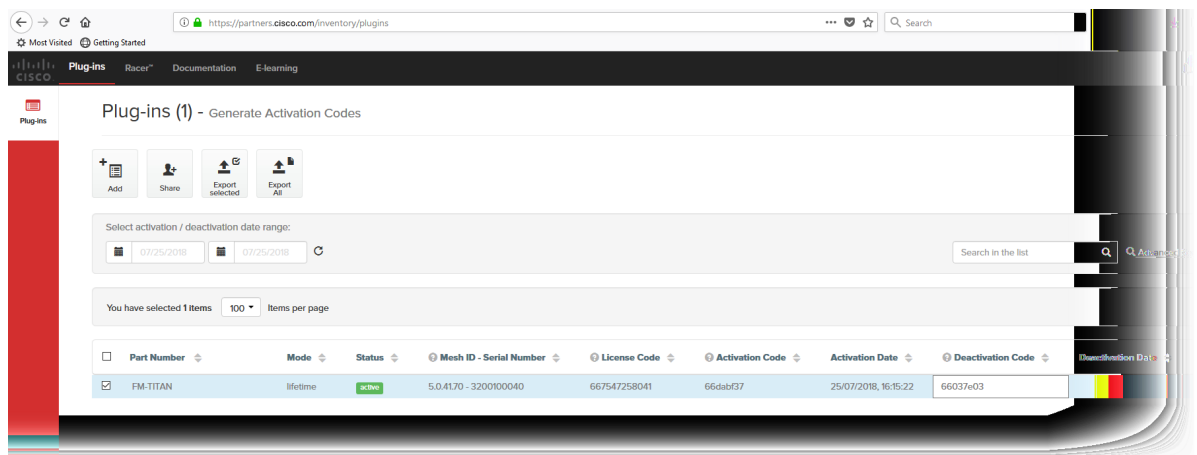 https://partners.cisco.com/inventory/plugins
Search
Most Visited Getting Started
CISCO Plug-ins Racer™ Documentation E-learning
Plug-ins
Plug-ins (1) - Generate Activation Codes
Add Share Export selected Export All
Select activation / deactivation date range:
07/25/2018 07/25/2018 Search in the list Advanced
You have selected 1 items 100 Items per page
Part Number Mode Status Mesh ID - Serial Number License Code Activation Code Activation Date Deactivation Code Deactivation Date
FM-TITAN lifetime active 5.0.41.70 - 3200100040 667547258041 66dabf37 25/07/2018, 16:15:22 66037e03